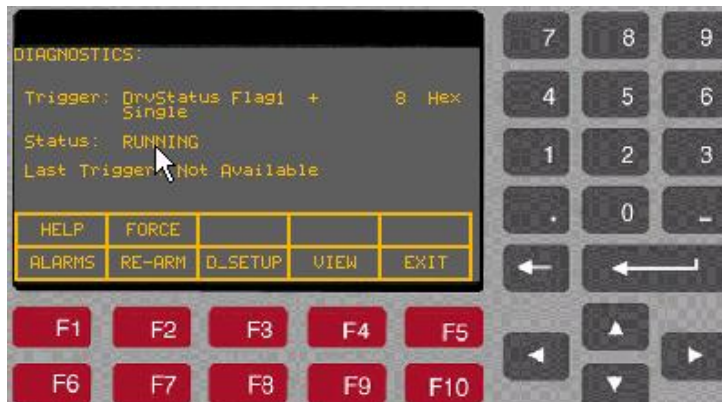 DIAGNOSTICS:
Trigger: DrvStatus Flag1 + 8 Hex
Single
Status: RUNNING
Last Trigger: Not Available
HELP FORCE
ALARMS RE-ARM D_SETUP VIEW EXIT
F1 F2 F3 F4 F5
F6 F7 F8 F9 F10
7 8 9
4 5 6
1 2 3
. 0 -